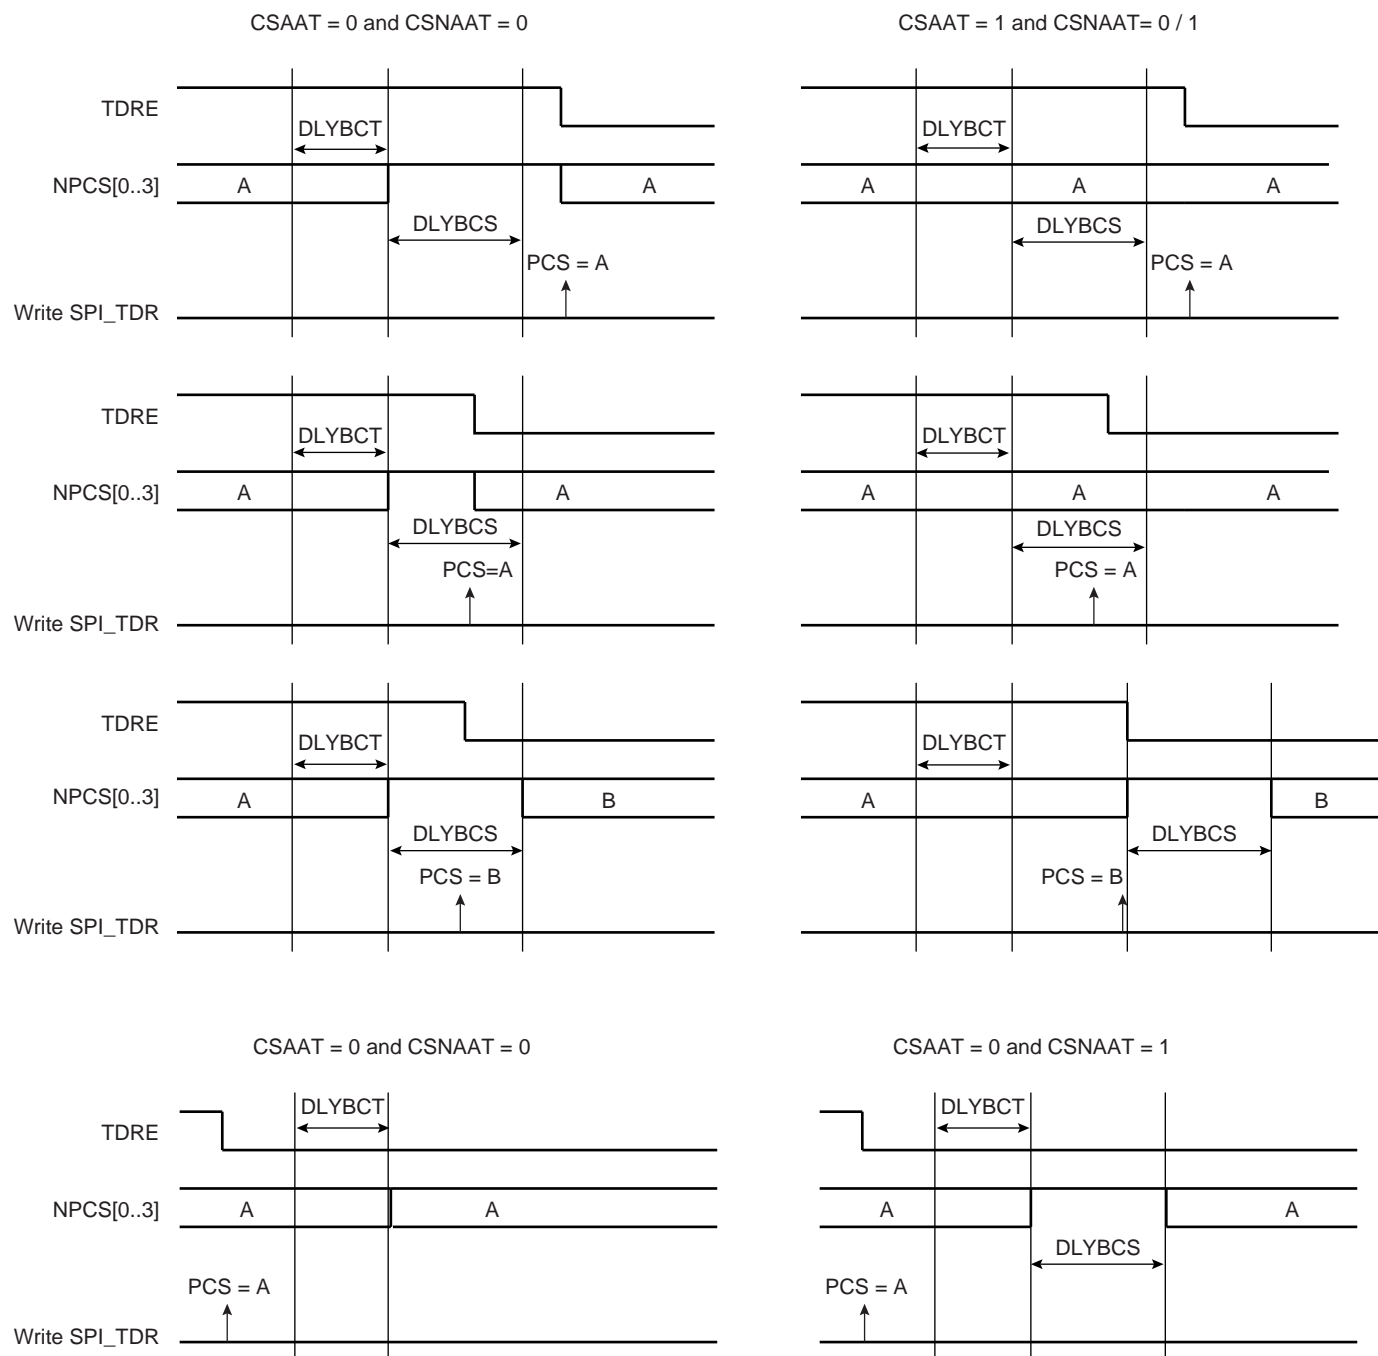 CSAAT = 0 and CSNAAT = 0
CSAAT = 1 and CSNAAT= 0 / 1
TDRE
DLYBCT
DLYBCT
NPCS[0..3]
A
A
A
A
A
DLYBCS
DLYBCS
PCS = A
PCS = A
Write SPI_TDR
TDRE
DLYBCT
DLYBCT
NPCS[0..3]
A
A
A
A
A
DLYBCS
DLYBCS
PCS=A
PCS = A
Write SPI_TDR
TDRE
DLYBCT
DLYBCT
NPCS[0..3]
A
B
A
B
DLYBCS
DLYBCS
PCS = B
PCS = B
Write SPI_TDR
CSAAT = 0 and CSNAAT = 0
CSAAT = 0 and CSNAAT = 1
DLYBCT
DLYBCT
TDRE
NPCS[0..3]
A
A
A
A
DLYBCS
PCS = A
PCS = A
Write SPI_TDR